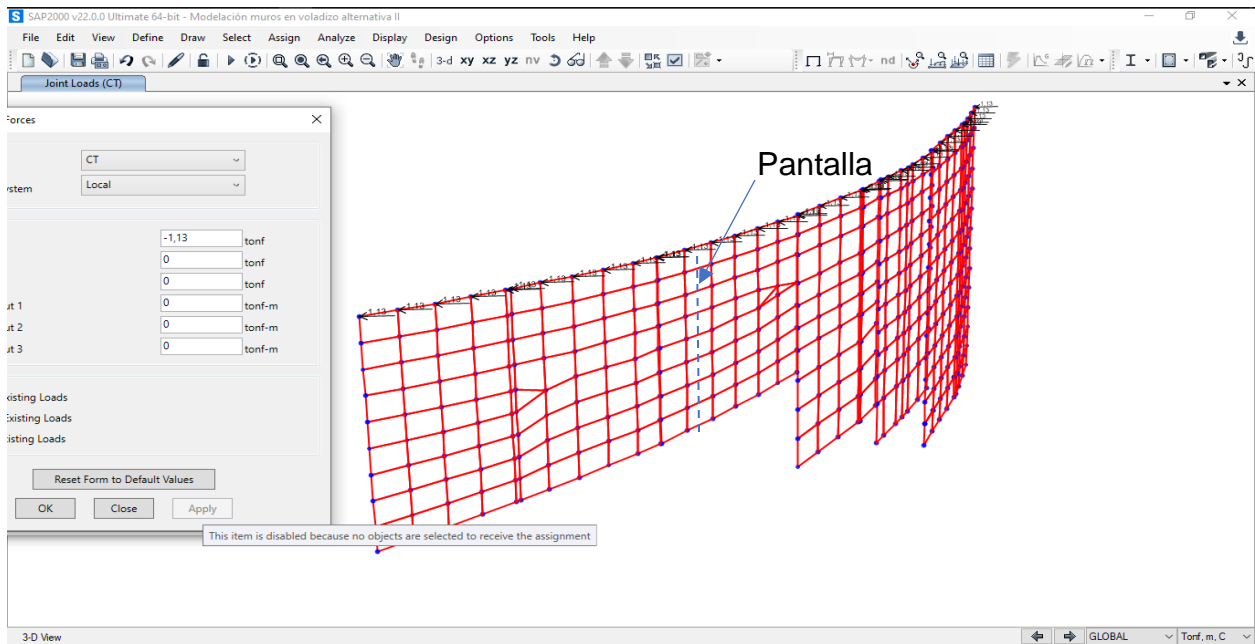 SAP2000 v22.0.0 Ultimate 64-bit - Modelación muros en voladizo alternativa II
File Edit View Define Draw Select Assign Analyze Display Design Options Tools Help
3-d xy xz yz nv nd
Joint Loads (CT)
Forces
CT
ystem Local
-1,13 tonf
0 tonf
0 tonf
ut 1 0 tonf-m
ut 2 0 tonf-m
ut 3 0 tonf-m
xisting Loads
Existing Loads
isting Loads
Reset Form to Default Values
OK Close Apply
This item is disabled because no objects are selected to receive the assignment
Pantalla
3-D View
GLOBAL Tonf, m, C